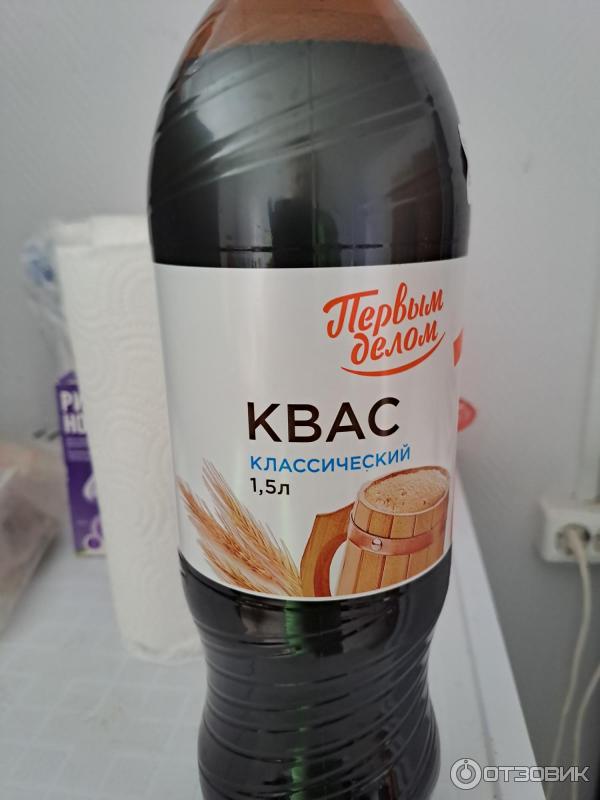 Первым
делом
КВАС
КЛАССИЧЕСКИЙ
1,5л
ОТЗОВИК